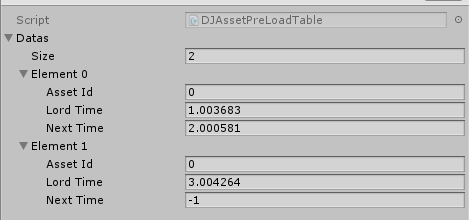 Script DJAssetPreLoadTable
Datas
Size 2
Element 0
Asset Id 0
Lord Time 1.003683
Next Time 2.000581
Element 1
Asset Id 0
Lord Time 3.004264
Next Time -1